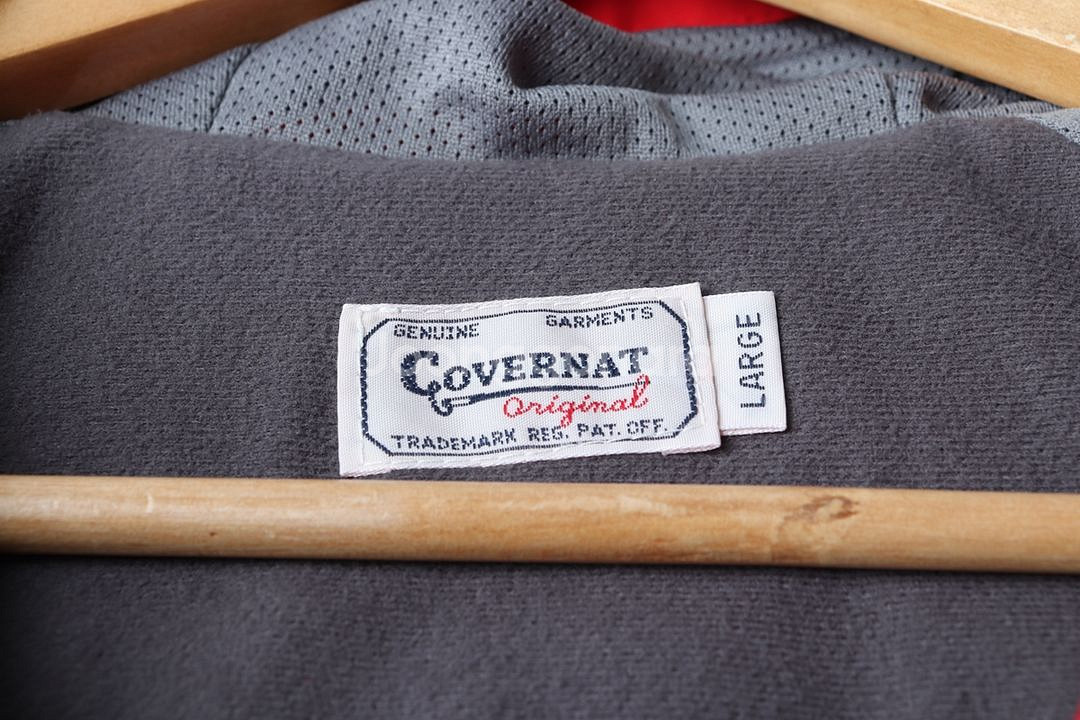 GENUINE GARMENTS
COVERNAT
Original
TRADEMARK REG. PAT. OFF.
LARGE